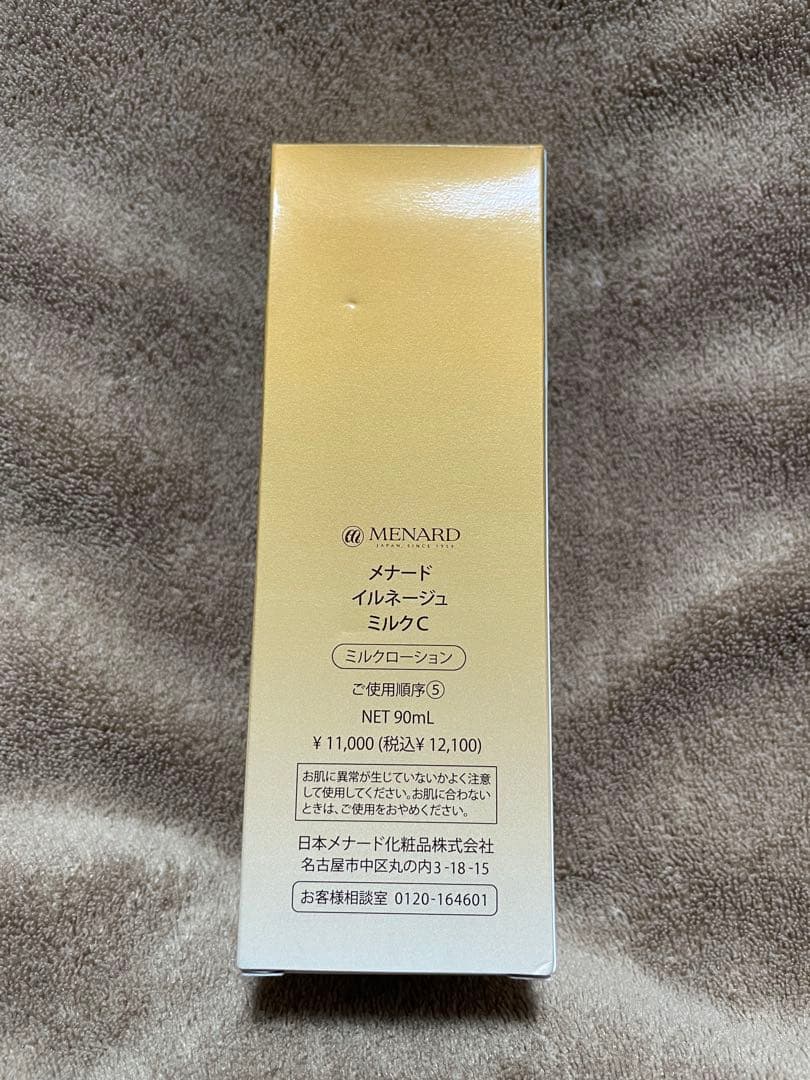 MENARD
JAPAN, SINCE 1959
メナード
イルネージュ
ミルクC
ミルクローション
ご使用順序⑤
NET 90mL
¥11,000 (税込¥12,100)
お肌に異常が生じていないかよく注意
して使用してください。お肌に合わない
ときは、ご使用をおやめください。
日本メナード化粧品株式会社
名古屋市中区丸の内3-18-15
お客様相談室 0120-164601